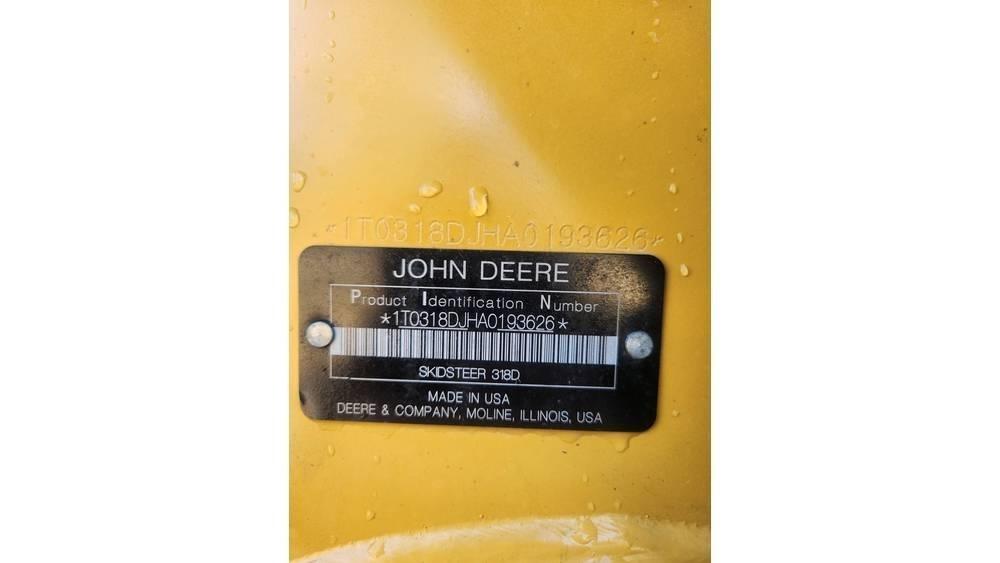 *1T0318DJHA0193626*
JOHN DEERE
Product Identification Number
*1T0318DJHA0193626*
SKIDSTEER 318D
MADE IN USA
DEERE & COMPANY, MOLINE, ILLINOIS, USA